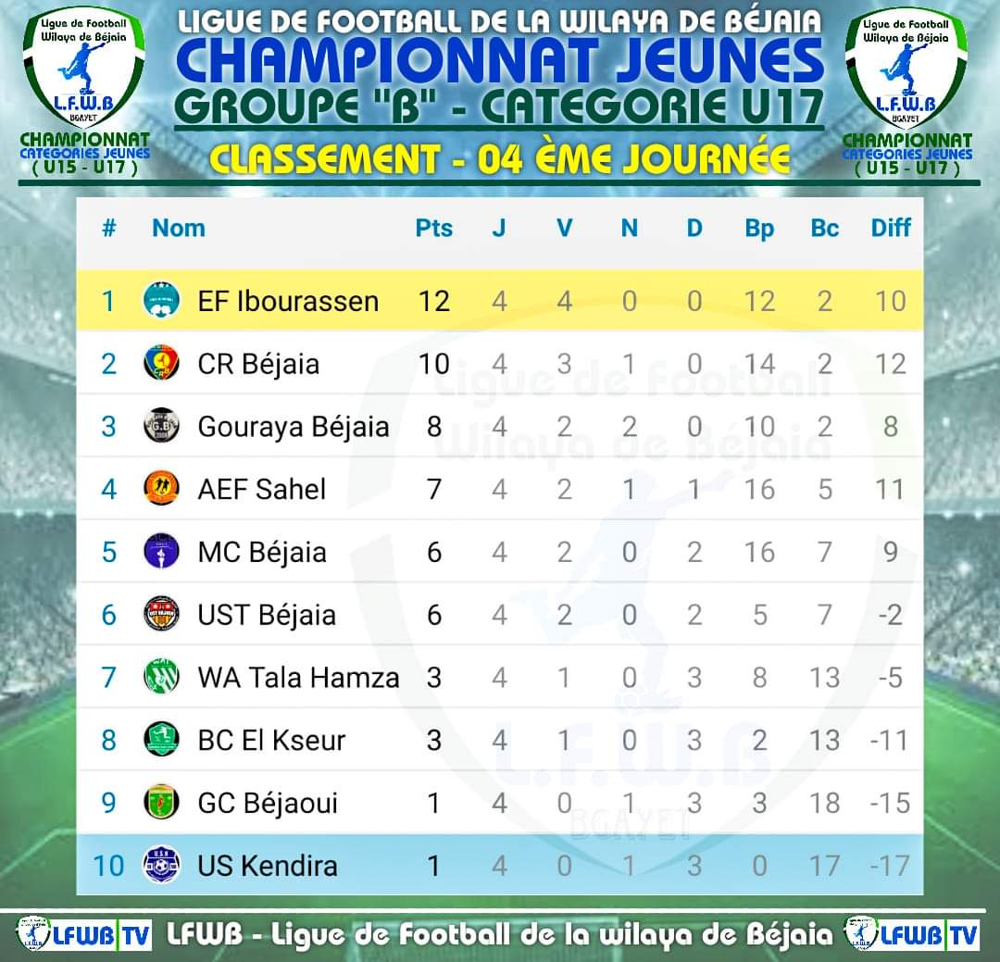 LIGUE DE FOOTBALL DE LA WILAYA DE BÉJAIA
CHAMPIONNAT JEUNES
GROUPE "B" - CATEGORIE U17
CLASSEMENT - 04 ÈME JOURNÉE
Ligue de Football
Wilaya de Béjaia
L.F.W.B
BGAYET
CHAMPIONNAT
CATEGORIES JEUNES
( U15 - U17 )
Ligue de Football
Wilaya de Béjaia
L.F.W.B
BGAYET
CHAMPIONNAT
CATEGORIES JEUNES
( U15 - U17 )
# Nom Pts J V N D Bp Bc Diff
1 EF Ibourassen 12 4 4 0 0 12 2 10
2 CR Béjaia 10 4 3 1 0 14 2 12
3 Gouraya Béjaia 8 4 2 2 0 10 2 8
4 AEF Sahel 7 4 2 1 1 16 5 11
5 MC Béjaia 6 4 2 0 2 16 7 9
6 UST Béjaia 6 4 2 0 2 5 7 -2
7 WA Tala Hamza 3 4 1 0 3 8 13 -5
8 BC El Kseur 3 4 1 0 3 2 13 -11
9 GC Béjaoui 1 4 0 1 3 3 18 -15
10 US Kendira 1 4 0 1 3 0 17 -17
Ligue de Football
Wilaya de Béjaia
L.F.W.B
BGAYET
LFWB TV LFWB - Ligue de Football de la wilaya de Béjaia LFWB TV